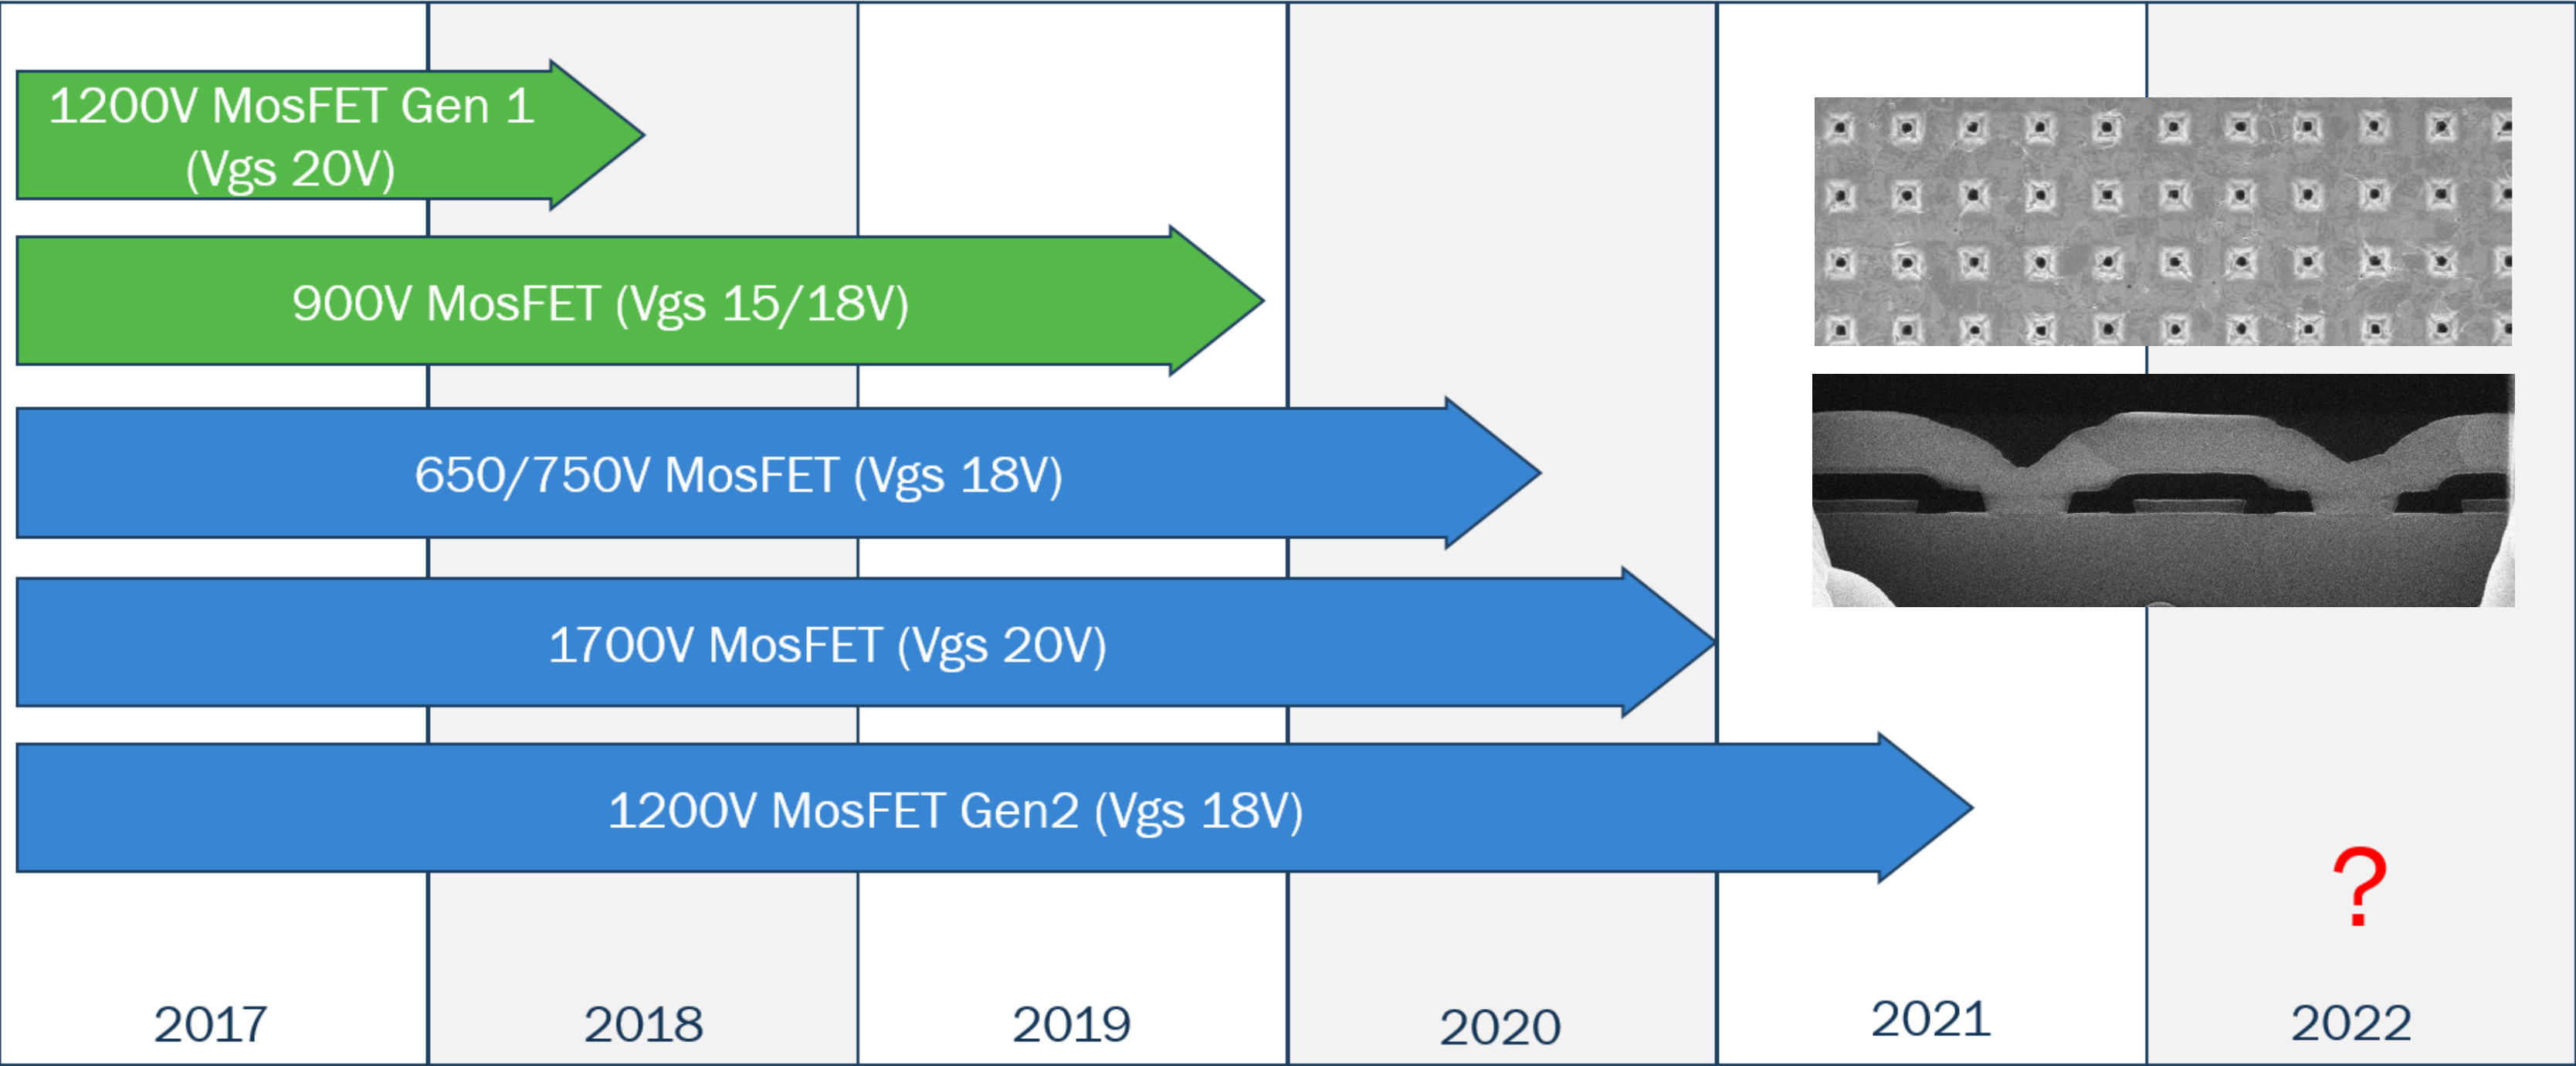 1200V MosFET Gen 1
(Vgs 20V)
900V MosFET (Vgs 15/18V)
650/750V MosFET (Vgs 18V)
1700V MosFET (Vgs 20V)
1200V MosFET Gen2 (Vgs 18V)
?
2017
2018
2019
2020
2021
2022